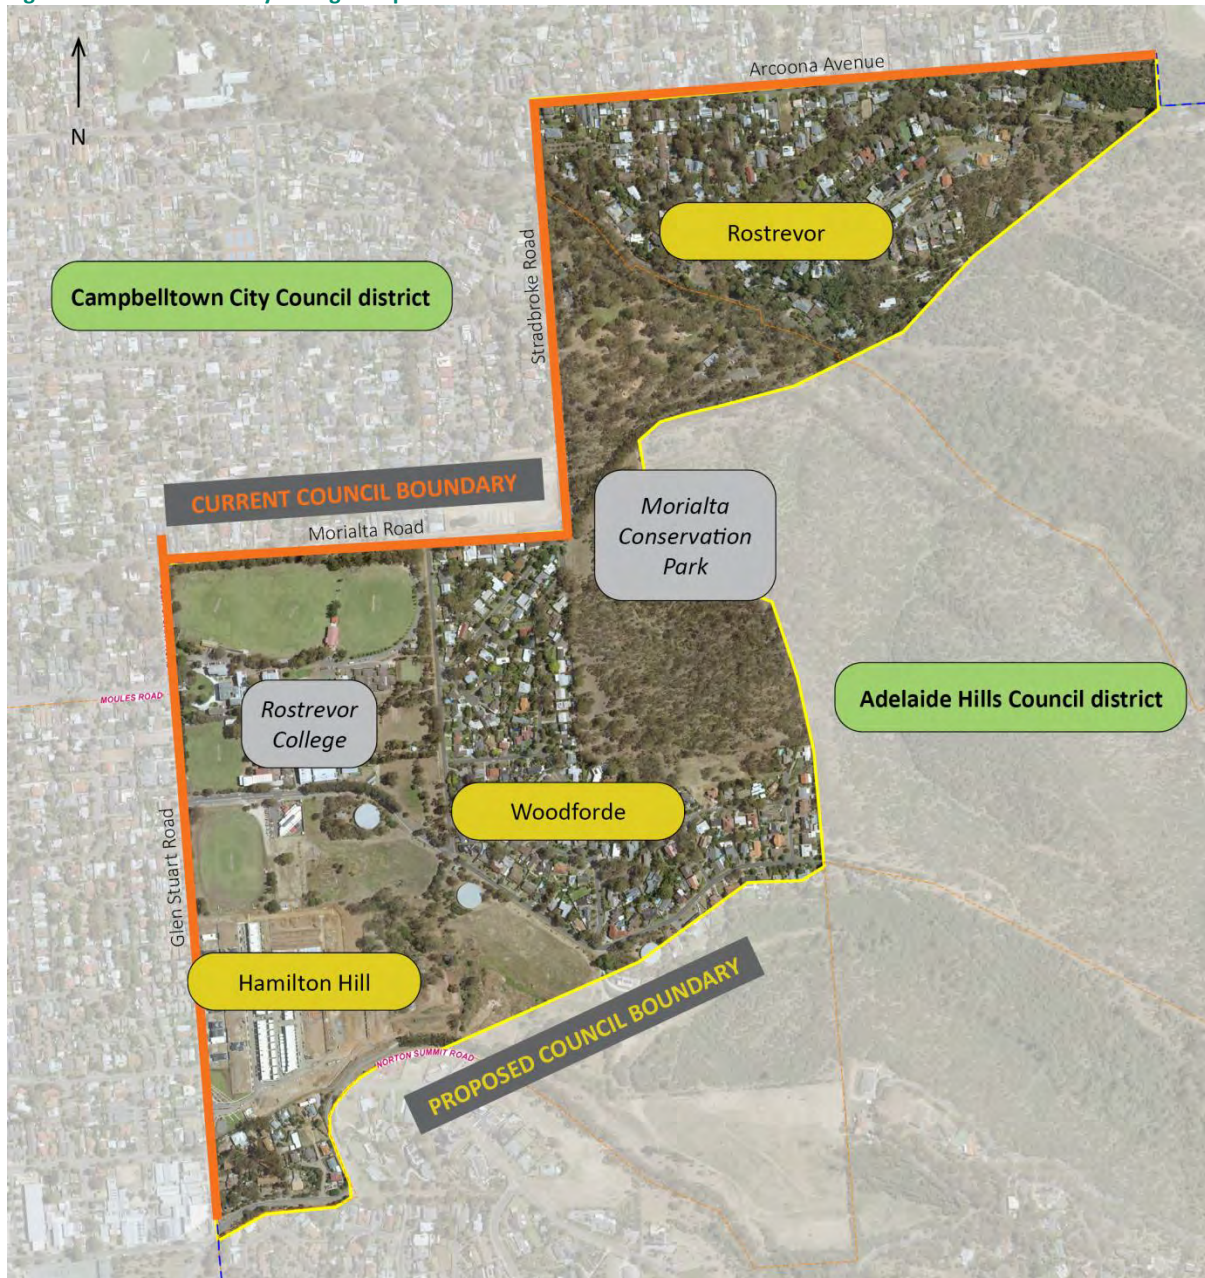 N
Arcoona Avenue
Rostrevor
Campbelltown City Council district
Stradbroke Road
CURRENT COUNCIL BOUNDARY
Morialta Road
Morialta
Conservation
Park
MOULES ROAD
Rostrevor
College
Adelaide Hills Council district
Woodforde
Glen Stuart Road
Hamilton Hill
PROPOSED COUNCIL BOUNDARY
NORTON SUMMIT ROAD